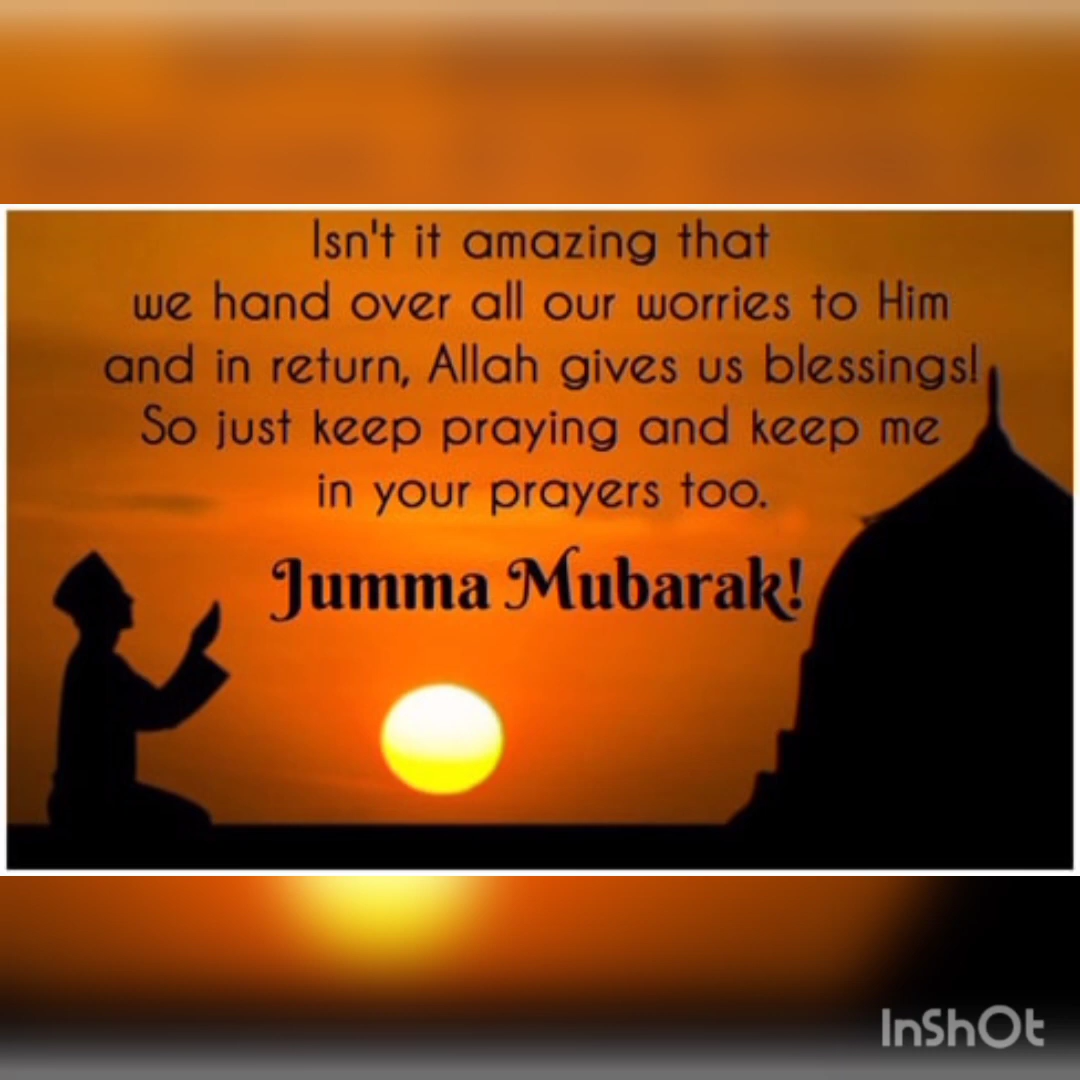 Isn't it amazing that
we hand over all our worries to Him
and in return, Allah gives us blessings!
So just keep praying and keep me
in your prayers too.
Jumma Mubarak!
InShOt